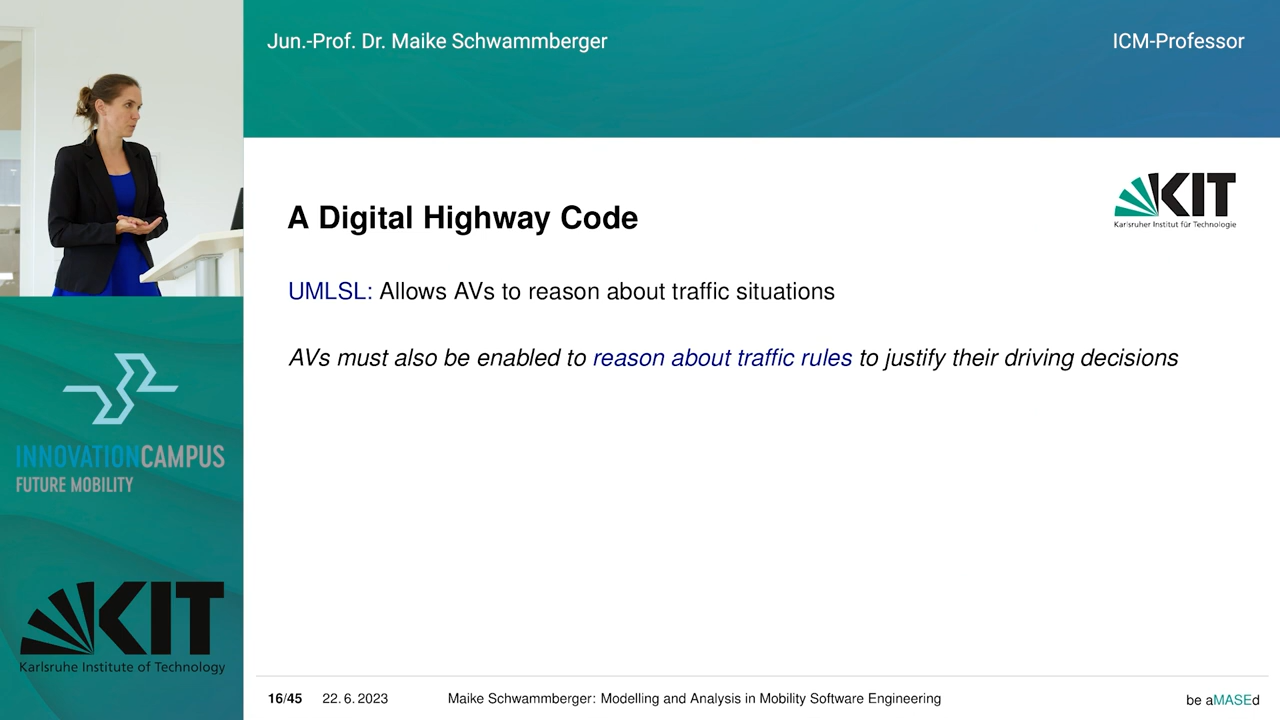 Jun.-Prof. Dr. Maike Schwammberger
ICM-Professor
KIT
Karlsruher Institut für Technologie
A Digital Highway Code
UMLSL: Allows AVs to reason about traffic situations
AVs must also be enabled to reason about traffic rules to justify their driving decisions
INNOVATIONCAMPUS
FUTURE MOBILITY
KIT
Karlsruhe Institute of Technology
16/45 22. 6. 2023 Maike Schwammberger: Modelling and Analysis in Mobility Software Engineering be aMASEd